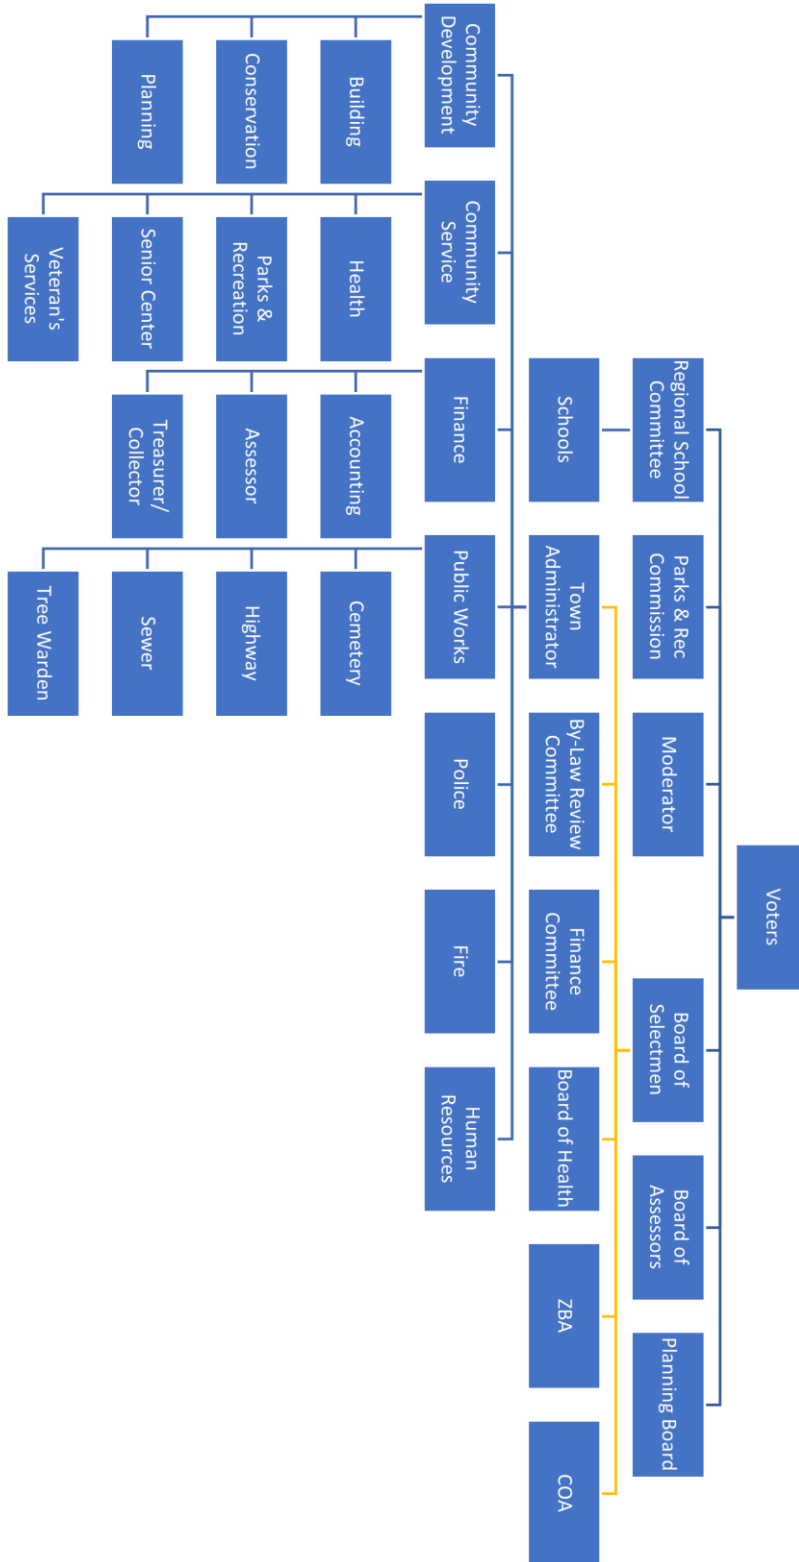 Voters
Regional School
Committee
Parks & Rec
Commission
Moderator
Board of
Selectmen
Board of
Assessors
Planning Board
Schools
Town
Administrator
By-Law Review
Committee
Finance
Committee
Board of Health
ZBA
COA
Community
Development
Community
Service
Finance
Public Works
Police
Fire
Human
Resources
Building
Conservation
Planning
Health
Parks &
Recreation
Senior Center
Veteran's
Services
Accounting
Assessor
Treasurer/
Collector
Cemetery
Highway
Sewer
Tree Warden